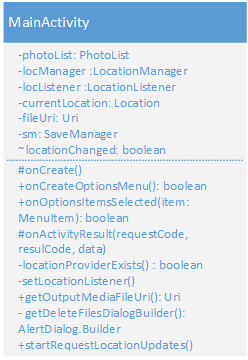 MainActivity
-photoList: PhotoList
-locManager :LocationManager
-locListener :LocationListener
-currentLocation: Location
-fileUri: Uri
-sm: SaveManager
~locationChanged: boolean
#onCreate()
+onCreateOptionsMenu(): boolean
+onOptionsItemsSelected(item:
MenuItem): boolean
#onActivityResult(requestCode,
resulCode, data)
-locationProviderExists() : boolean
-setLocationListener()
+getOutputMediaFileUri(): Uri
- getDeleteFilesDialogBuilder():
AlertDialog.Builder
+startRequestLocationUpdates()